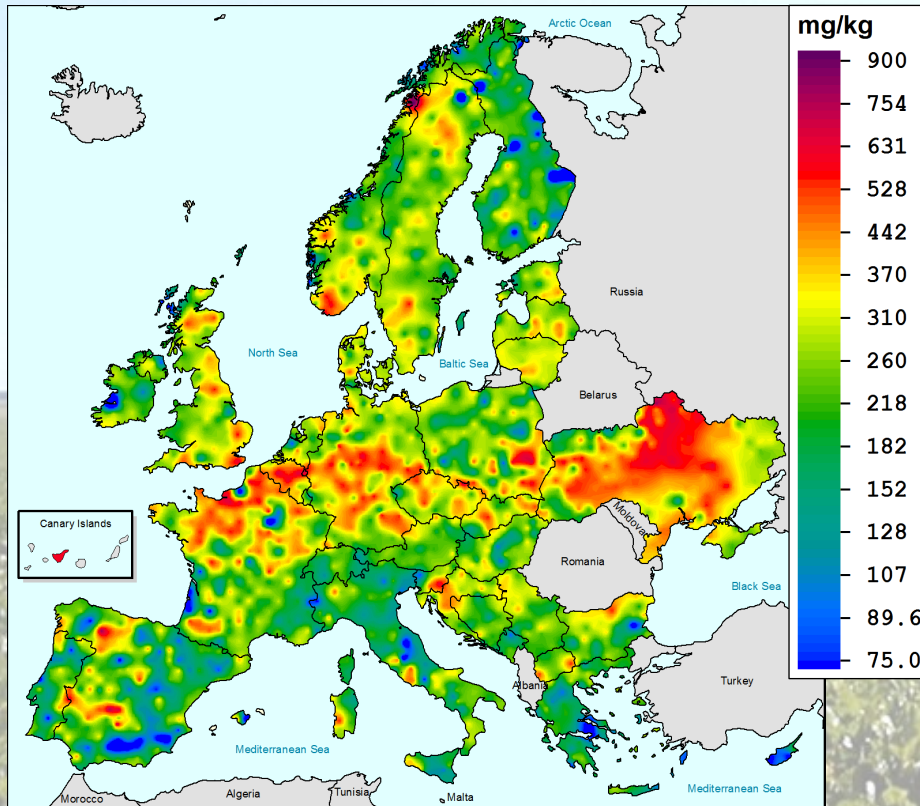 Arctic Ocean
mg/kg
900
754
631
528
442
370
310
260
218
182
152
128
107
89.6
75.0
Russia
North Sea
Baltic Sea
Belarus
Canary Islands
Moldova
Romania
Black Sea
Albania
Turkey
Mediterranean Sea
Mediterranean Sea
Morocco
Algeria
Tunisia
Malta